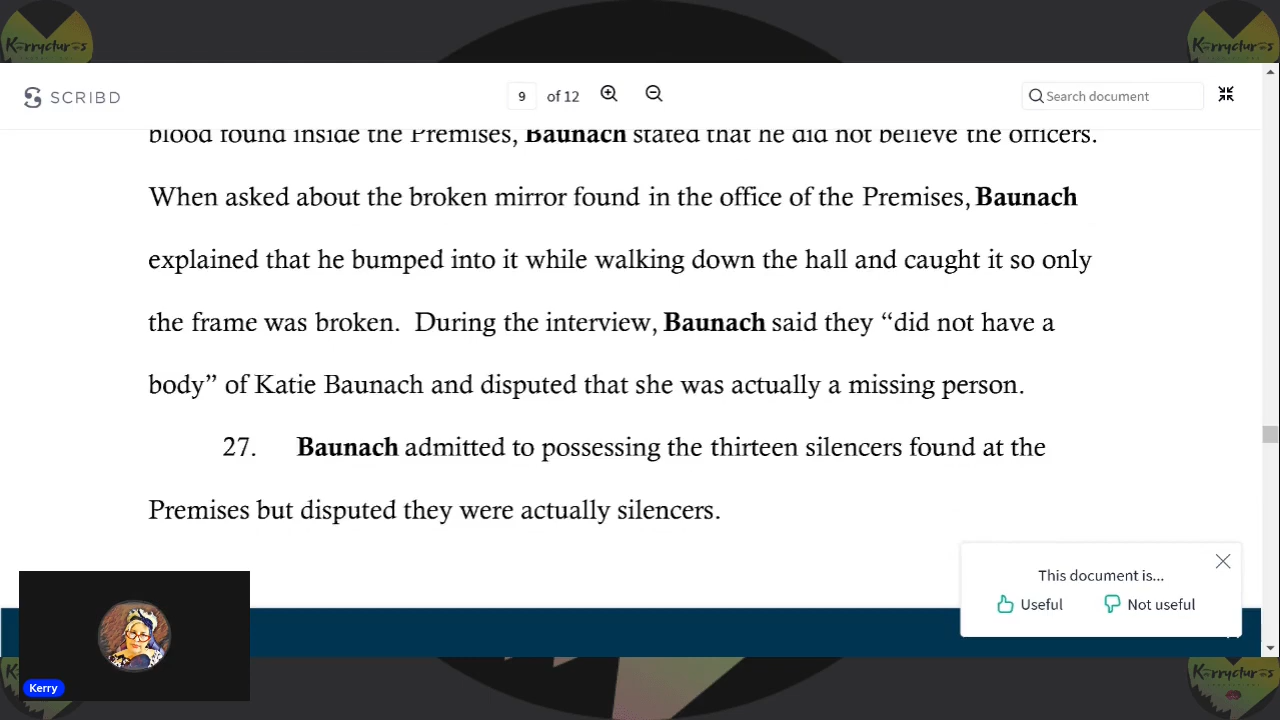 Kerryctures
Kerryctures
SCRIBD
9 of 12
Search document
blood found inside the Premises, Baunach stated that he did not believe the officers.
When asked about the broken mirror found in the office of the Premises, Baunach
explained that he bumped into it while walking down the hall and caught it so only
the frame was broken. During the interview, Baunach said they “did not have a
body” of Katie Baunach and disputed that she was actually a missing person.
27. Baunach admitted to possessing the thirteen silencers found at the
Premises but disputed they were actually silencers.
This document is...
Useful
Not useful
Kerry